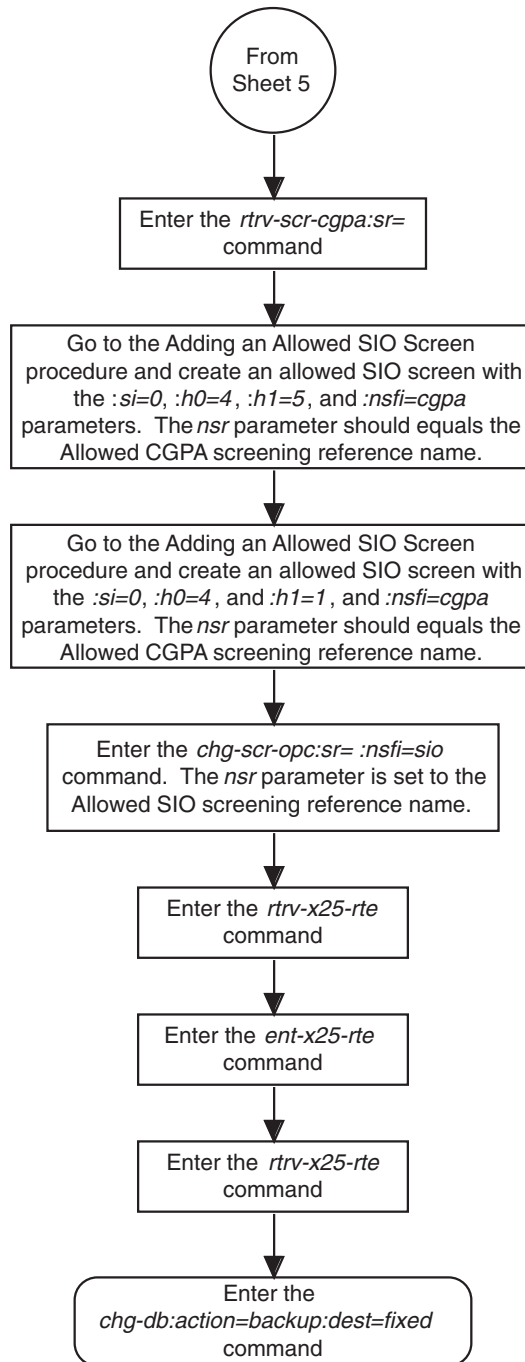 From
Sheet 5
Enter the rtrv-scr-cgpa:sr=
command
Go to the Adding an Allowed SIO Screen
procedure and create an allowed SIO screen with
the :si=0, :h0=4, :h1=5, and :nsfi=cgpa
parameters. The nsr parameter should equals the
Allowed CGPA screening reference name.
Go to the Adding an Allowed SIO Screen
procedure and create an allowed SIO screen with
the :si=0, :h0=4, and :h1=1, and :nsfi=cgpa
parameters. The nsr parameter should equals the
Allowed CGPA screening reference name.
Enter the chg-scr-opc:sr= :nsfi=sio
command. The nsr parameter is set to the
Allowed SIO screening reference name.
Enter the rtrv-x25-rte
command
Enter the ent-x25-rte
command
Enter the rtrv-x25-rte
command
Enter the
chg-db:action=backup:dest=fixed
command